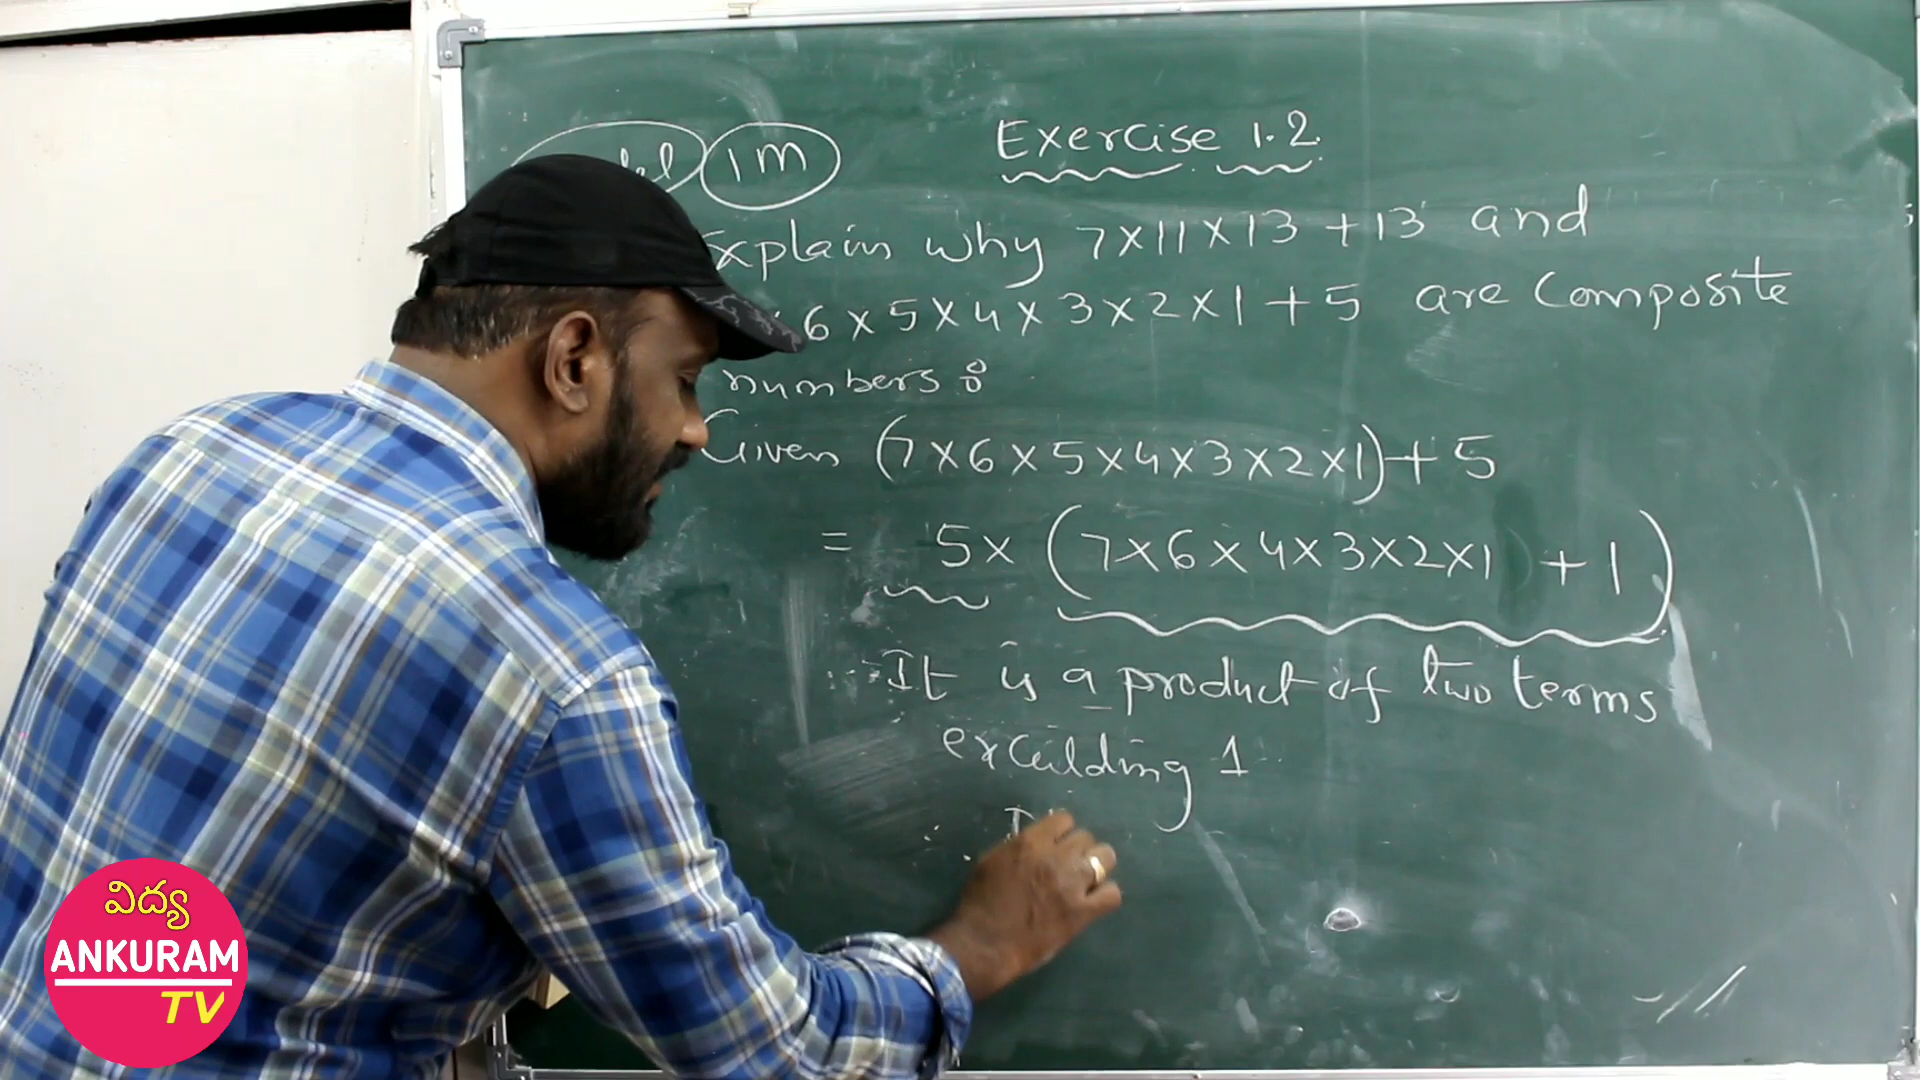 1m
Exercise 1.2.
Explain why 7×11×13+13 and
6×5×4×3×2×1+5 are composite
numbers
Given (7×6×5×4×3×2×1)+5
= 5×(7×6×4×3×2×1 +1)
It is a product of two terms
1
విద్య
ANKURAM
TV